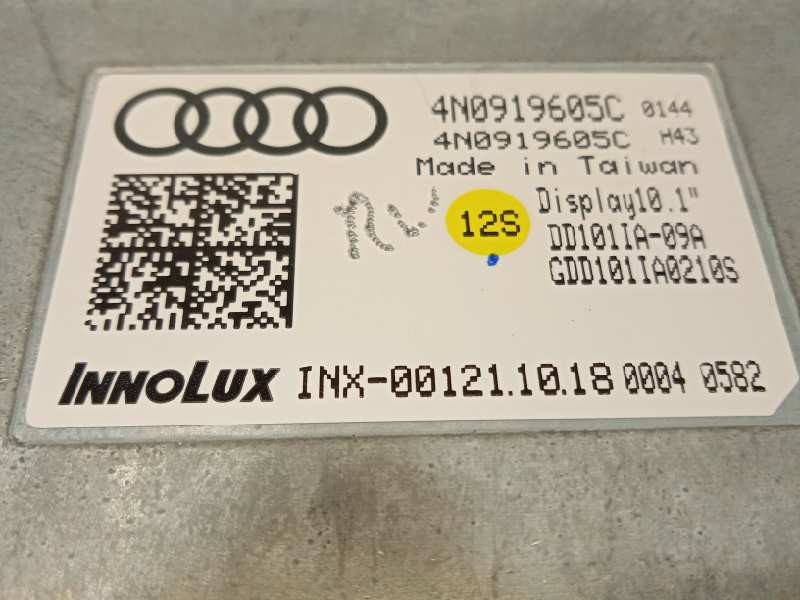 4N0919605C 0144
4N0919605C H43
Made in Taiwan
12S
Display10.1"
DD101IA-09A
GDD101IA0210S
INNOLUX INX-00121.10.18 0004 0582